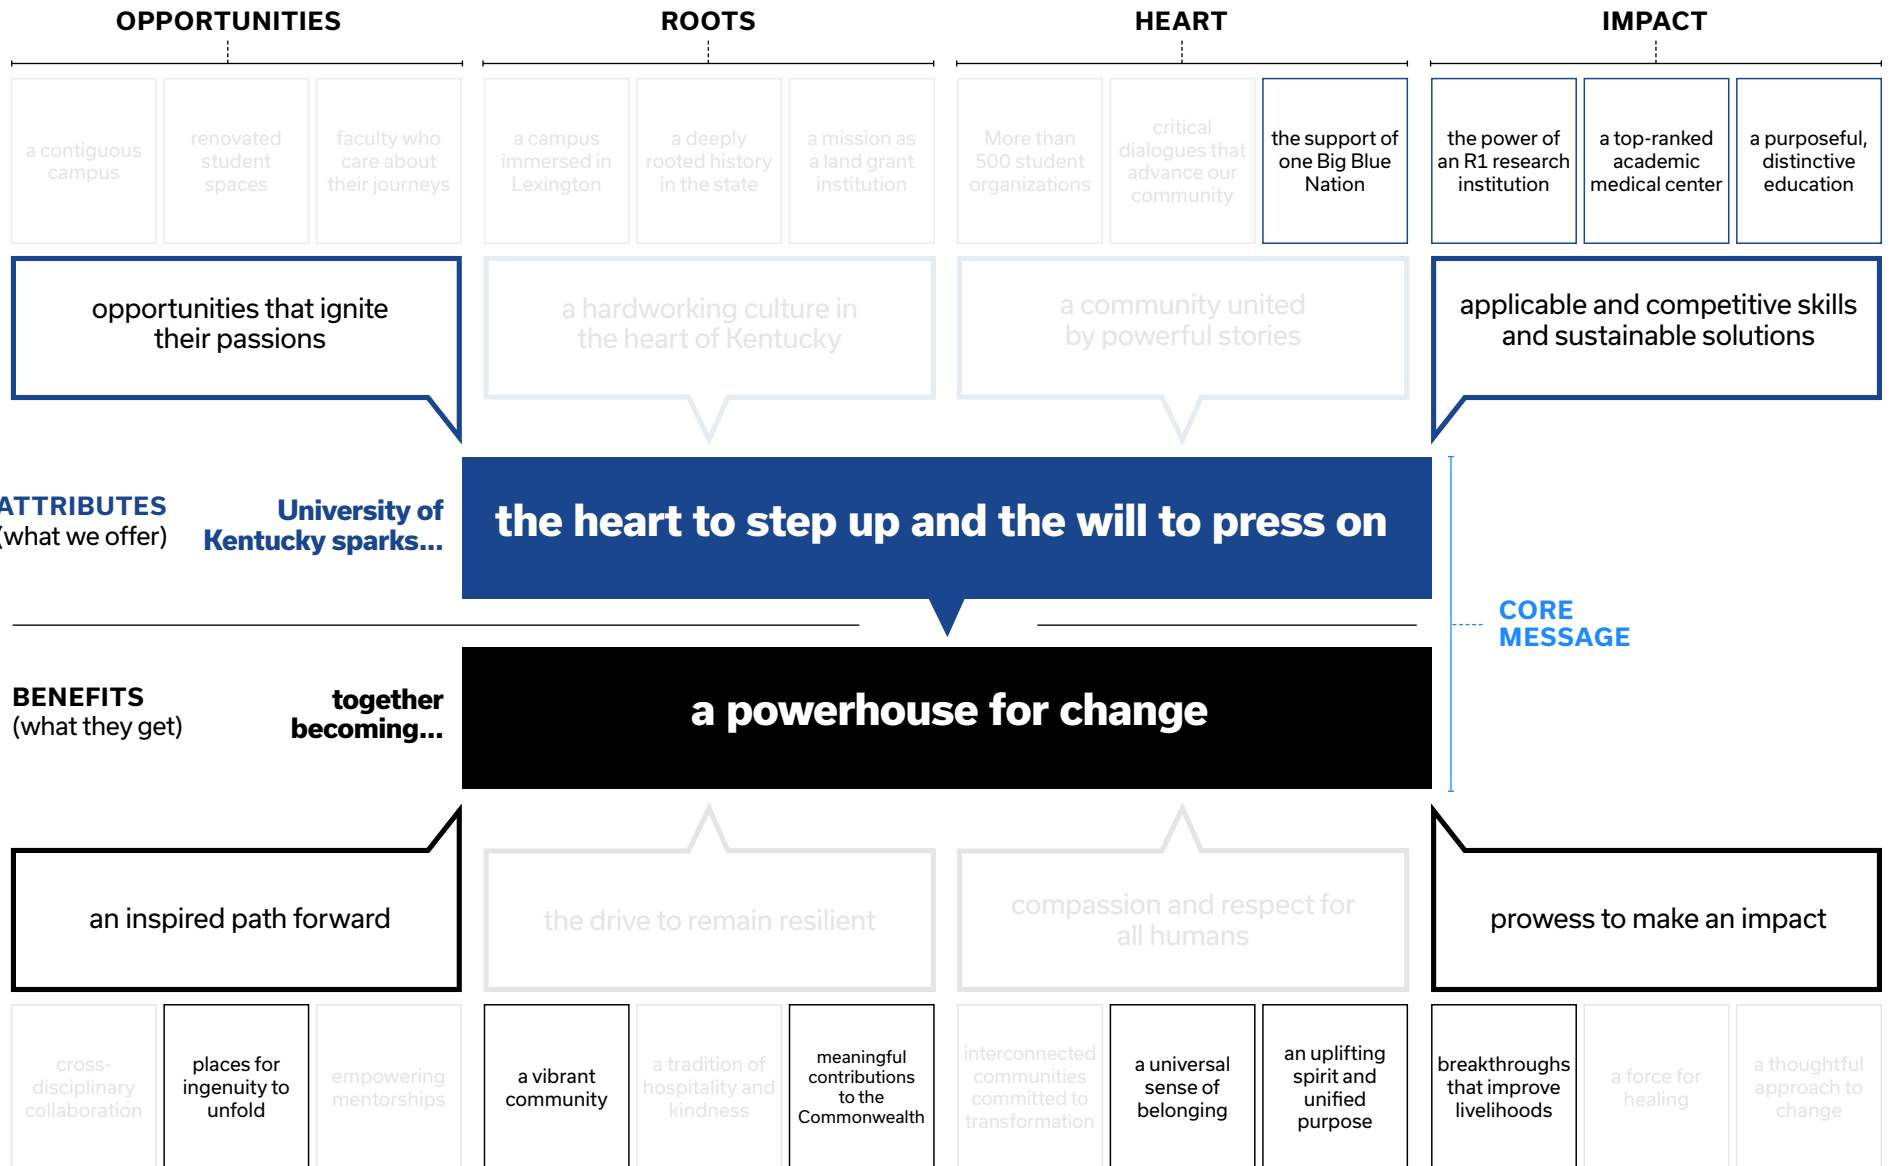 OPPORTUNITIES
ROOTS
HEART
IMPACT
a contiguous
campus
renovated
student
spaces
faculty who
care about
their journeys
a campus
immersed in
Lexington
a deeply
rooted history
in the state
a mission as
a land grant
institution
More than
500 student
organizations
critical
dialogues that
advance our
community
the support of
one Big Blue
Nation
the power of
an R1 research
institution
a top-ranked
academic
medical center
a purposeful,
distinctive
education
opportunities that ignite
their passions
a hardworking culture in
the heart of Kentucky
a community united
by powerful stories
applicable and competitive skills
and sustainable solutions
ATTRIBUTES
(what we offer)
University of
Kentucky sparks...
the heart to step up and the will to press on
CORE
MESSAGE
BENEFITS
(what they get)
together
becoming...
a powerhouse for change
an inspired path forward
the drive to remain resilient
compassion and respect for
all humans
prowess to make an impact
cross-
disciplinary
collaboration
places for
ingenuity to
unfold
empowering
mentorships
a vibrant
community
a tradition of
hospitality and
kindness
meaningful
contributions
to the
Commonwealth
interconnected
communities
committed to
transformation
a universal
sense of
belonging
an uplifting
spirit and
unified
purpose
breakthroughs
that improve
livelihoods
a force for
healing
a thoughtful
approach to
change